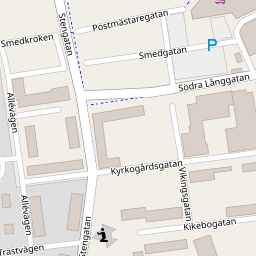 Postmästaregatan
Stengatan
Smedkroken
Smedgatan
P
Södra Långgatan
Allévägen
Kyrkogårdsgatan
Vikingsgatan
Allévägen
Kikebogatan
Stengatan
Trastvägen